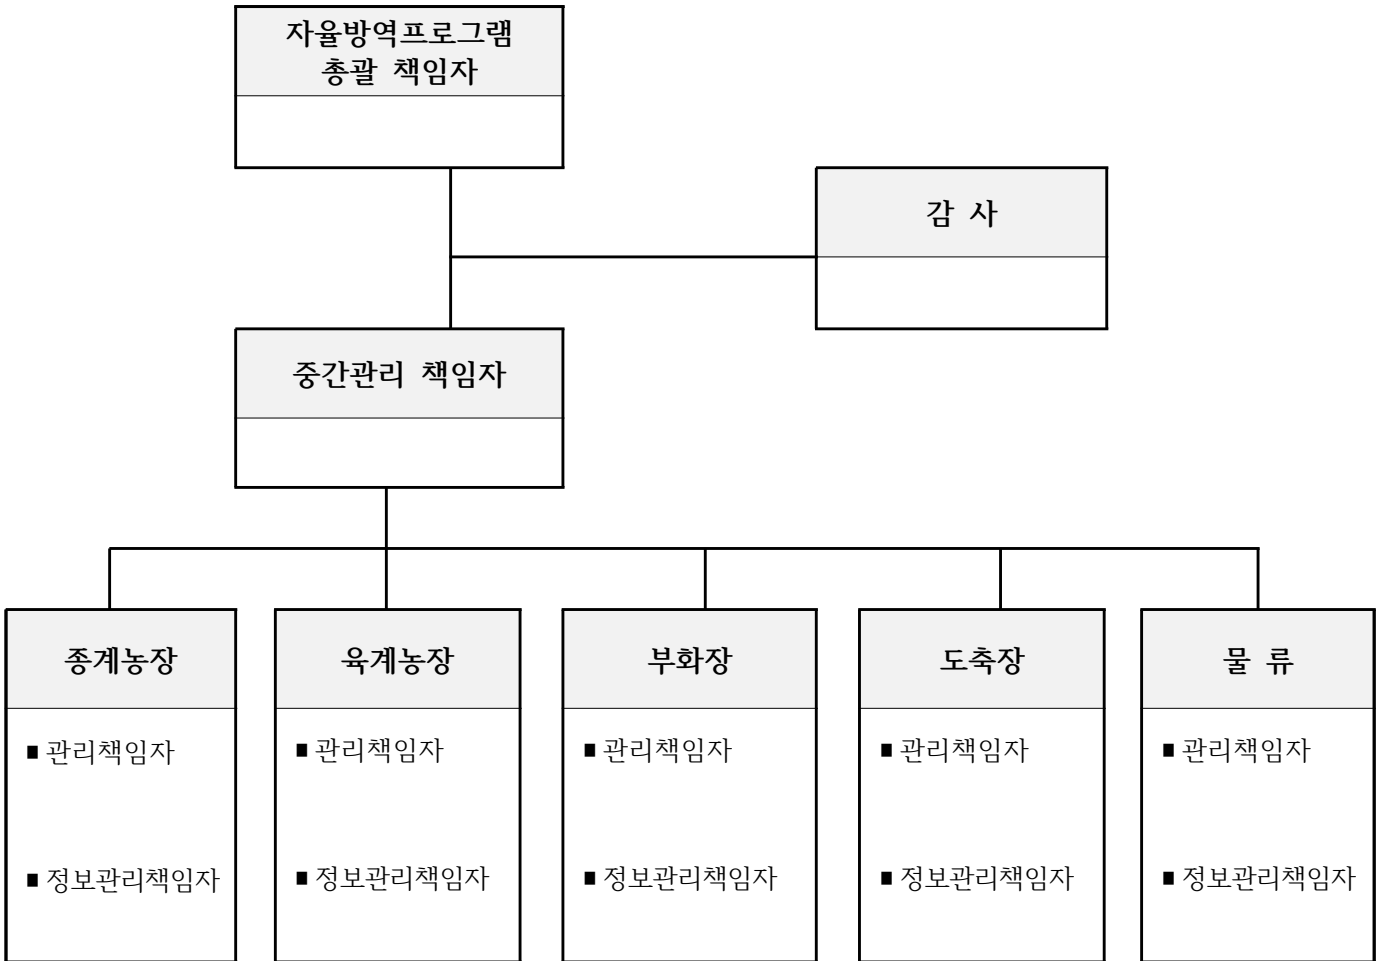 자율방역프로그램
총괄 책임자
감 사
중간관리 책임자
종계농장
육계농장
부화장
도축장
물 류
■ 관리책임자
■ 관리책임자
■ 관리책임자
■ 관리책임자
■ 관리책임자
■ 정보관리책임자
■ 정보관리책임자
■ 정보관리책임자
■ 정보관리책임자
■ 정보관리책임자